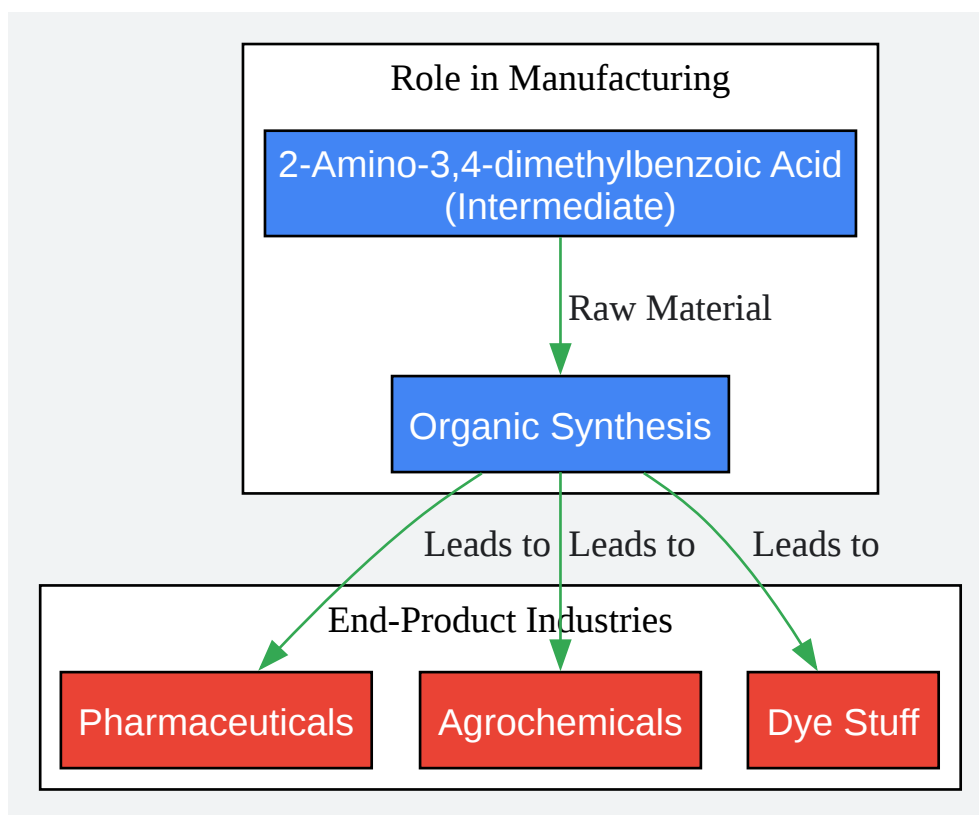 Role in Manufacturing
2-Amino-3,4-dimethylbenzoic Acid
(Intermediate)
Raw Material
Organic Synthesis
Leads to
Leads to
Leads to
End-Product Industries
Pharmaceuticals
Agrochemicals
Dye Stuff